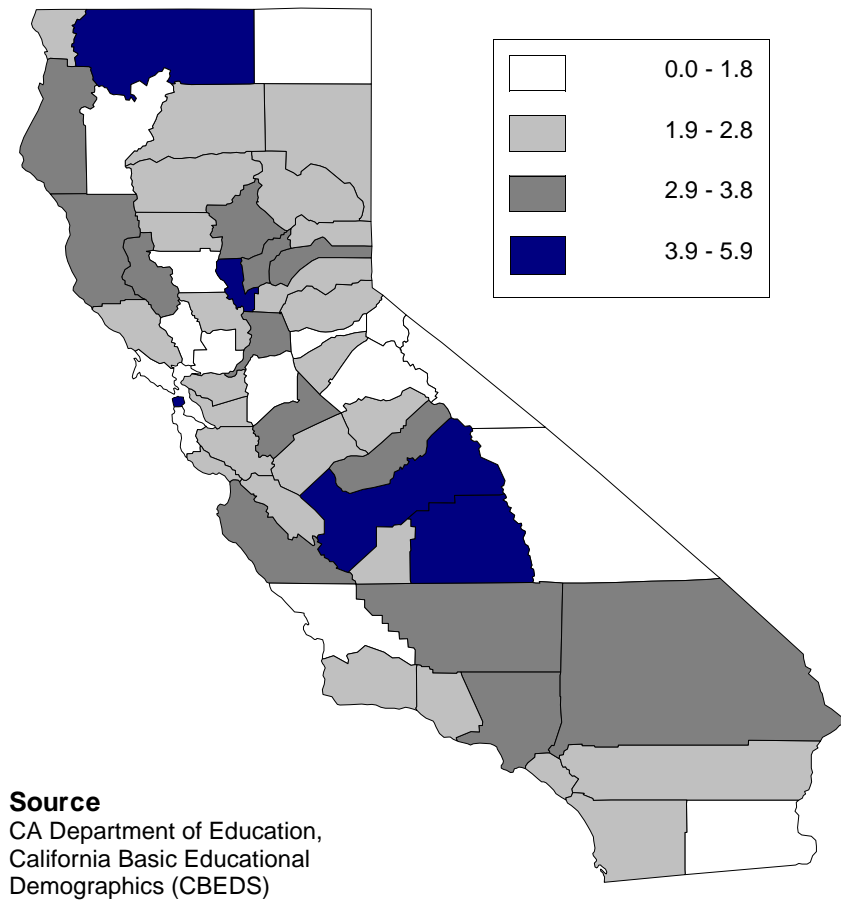 0.0 - 1.8
1.9 - 2.8
2.9 - 3.8
3.9 - 5.9
Source
CA Department of Education,
California Basic Educational
Demographics (CBEDS)